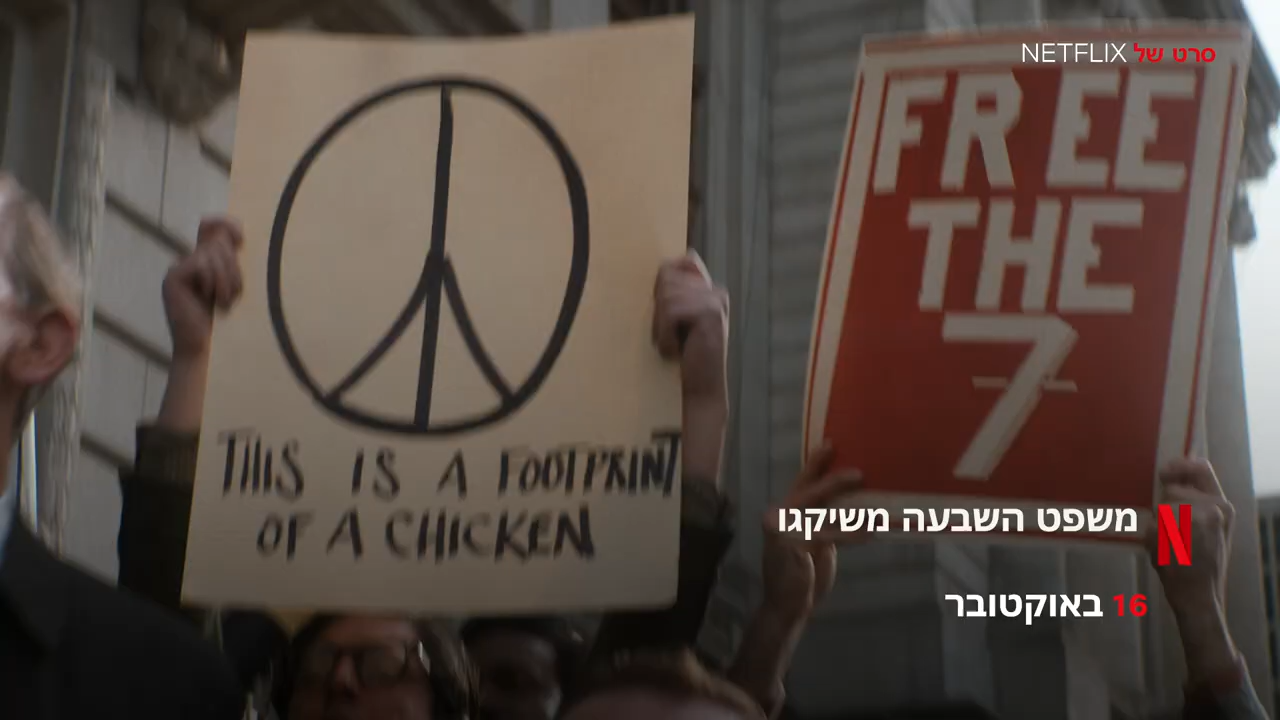 סרט של NETFLIX
THIS IS A FOOTPRINT
OF A CHICKEN
FREE
THE
7
משפט השבעה משיקגו
16 באוקטובר